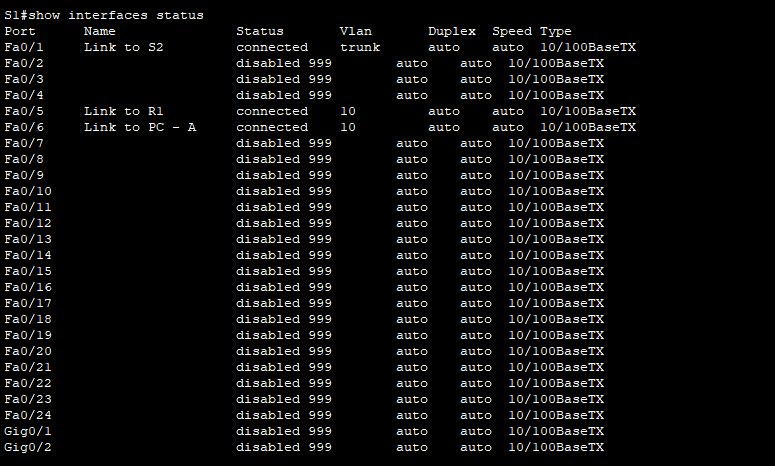 S1#show interfaces status
Port      Name               Status       Vlan       Duplex  Speed Type
Fa0/1     Link to S2         connected    trunk      auto    auto  10/100BaseTX
Fa0/2                        disabled 999        auto    auto  10/100BaseTX
Fa0/3                        disabled 999        auto    auto  10/100BaseTX
Fa0/4                        disabled 999        auto    auto  10/100BaseTX
Fa0/5     Link to R1         connected    10         auto    auto  10/100BaseTX
Fa0/6     Link to PC - A     connected    10         auto    auto  10/100BaseTX
Fa0/7                        disabled 999        auto    auto  10/100BaseTX
Fa0/8                        disabled 999        auto    auto  10/100BaseTX
Fa0/9                        disabled 999        auto    auto  10/100BaseTX
Fa0/10                       disabled 999        auto    auto  10/100BaseTX
Fa0/11                       disabled 999        auto    auto  10/100BaseTX
Fa0/12                       disabled 999        auto    auto  10/100BaseTX
Fa0/13                       disabled 999        auto    auto  10/100BaseTX
Fa0/14                       disabled 999        auto    auto  10/100BaseTX
Fa0/15                       disabled 999        auto    auto  10/100BaseTX
Fa0/16                       disabled 999        auto    auto  10/100BaseTX
Fa0/17                       disabled 999        auto    auto  10/100BaseTX
Fa0/18                       disabled 999        auto    auto  10/100BaseTX
Fa0/19                       disabled 999        auto    auto  10/100BaseTX
Fa0/20                       disabled 999        auto    auto  10/100BaseTX
Fa0/21                       disabled 999        auto    auto  10/100BaseTX
Fa0/22                       disabled 999        auto    auto  10/100BaseTX
Fa0/23                       disabled 999        auto    auto  10/100BaseTX
Fa0/24                       disabled 999        auto    auto  10/100BaseTX
Gig0/1                       disabled 999        auto    auto  10/100BaseTX
Gig0/2                       disabled 999        auto    auto  10/100BaseTX